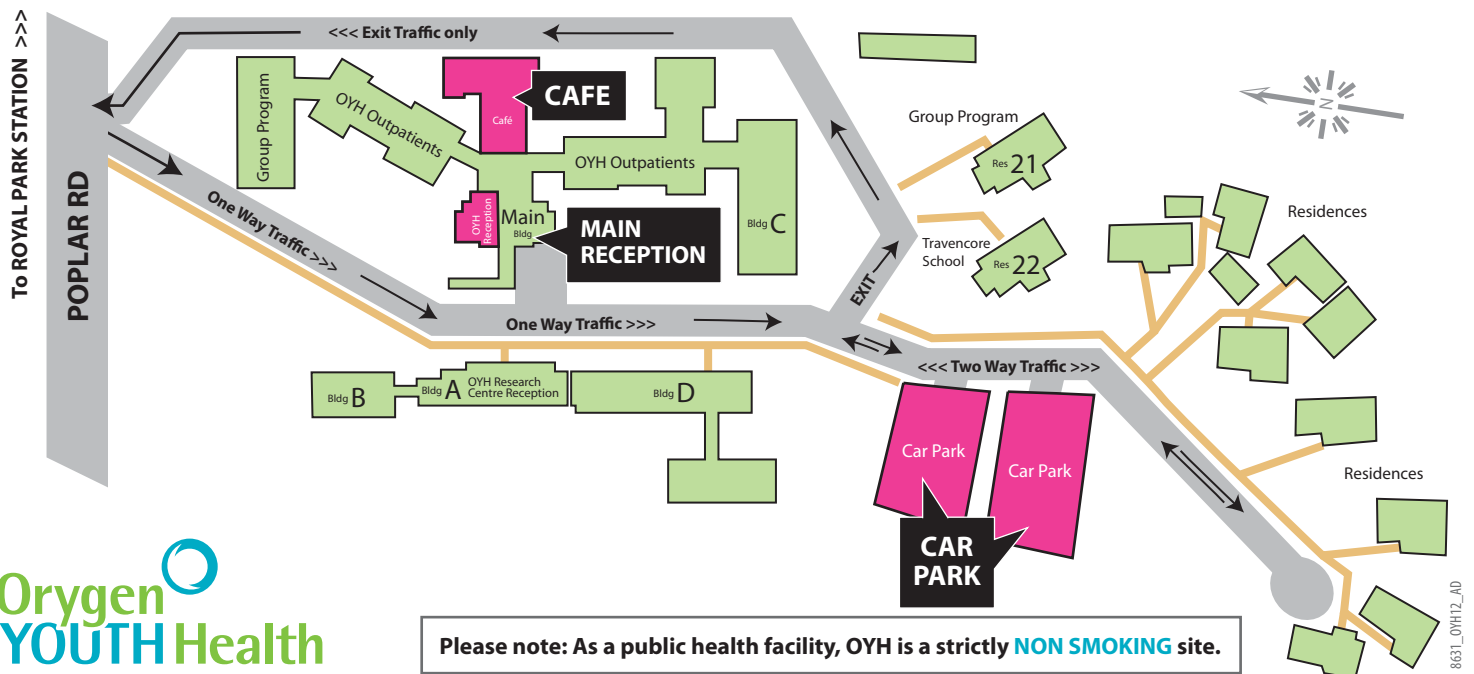 To ROYAL PARK STATION >>>
POPLAR RD
<<< Exit Traffic only
One Way Traffic >>>
Group Program
OYH Outpatients
Café
CAFE
OYH Outpatients
OYH
Reception
Main
Bldg
MAIN
RECEPTION
Bldg C
Group Program
Res 21
Travencore
School
Res 22
Residences
N
EXIT
One Way Traffic >>>
<<< Two Way Traffic >>>
Bldg B
Bldg A OYH Research
Centre Reception
Bldg D
Car Park
Car Park
CAR
PARK
Residences
Orygen
YOUTH Health
Please note: As a public health facility, OYH is a strictly NON SMOKING site.
8631_OYH12_AD